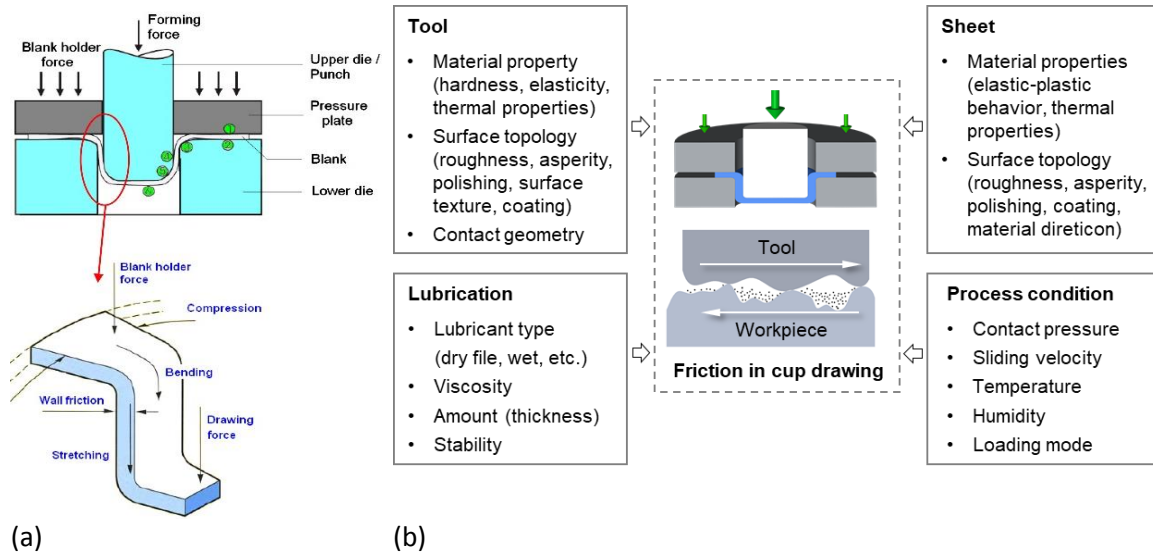 Forming
force
Blank holder
force
Upper die /
Punch
Pressure
plate
Blank
Lower die
Blank holder
force
Compression
Bending
Wall friction
Drawing
force
Stretching
(a)
Tool
• Material property
(hardness, elasticity,
thermal properties)
• Surface topology
(roughness, asperity,
polishing, surface
texture, coating)
• Contact geometry
Lubrication
• Lubricant type
(dry file, wet, etc.)
• Viscosity
• Amount (thickness)
• Stability
Tool
Workpiece
Friction in cup drawing
Sheet
• Material properties
(elastic-plastic
behavior, thermal
properties)
• Surface topology
(roughness, asperity,
polishing, coating,
material direticon)
Process condition
• Contact pressure
• Sliding velocity
• Temperature
• Humidity
• Loading mode
(b)